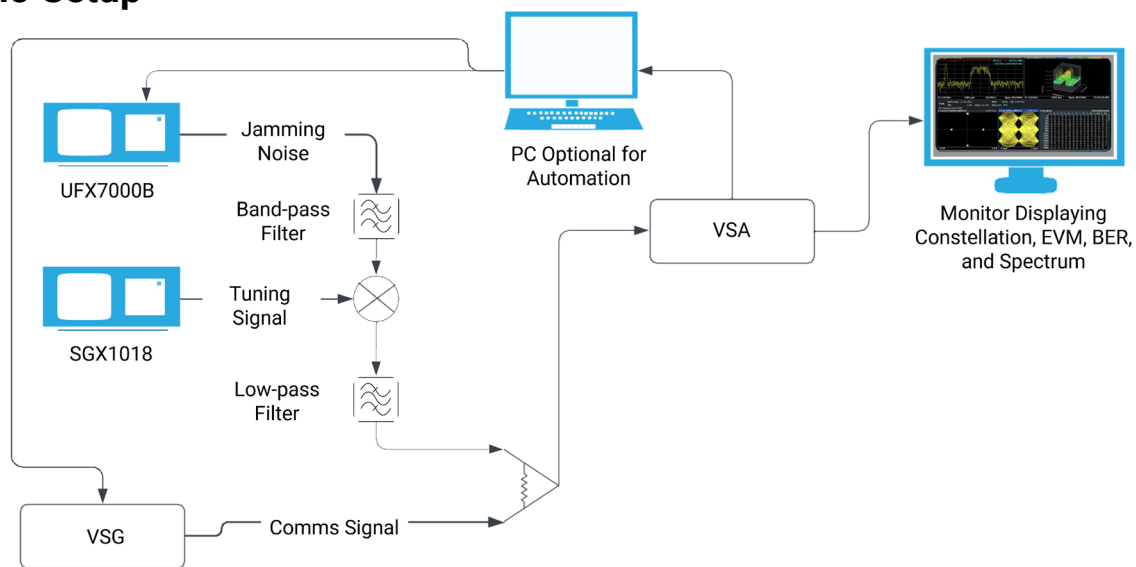 Jamming
Noise
UFX7000B
Band-pass
Filter
PC Optional for
Automation
VSA
Monitor Displaying
Constellation, EVM, BER,
and Spectrum
Tuning
Signal
SGX1018
Low-pass
Filter
VSG
Comms Signal